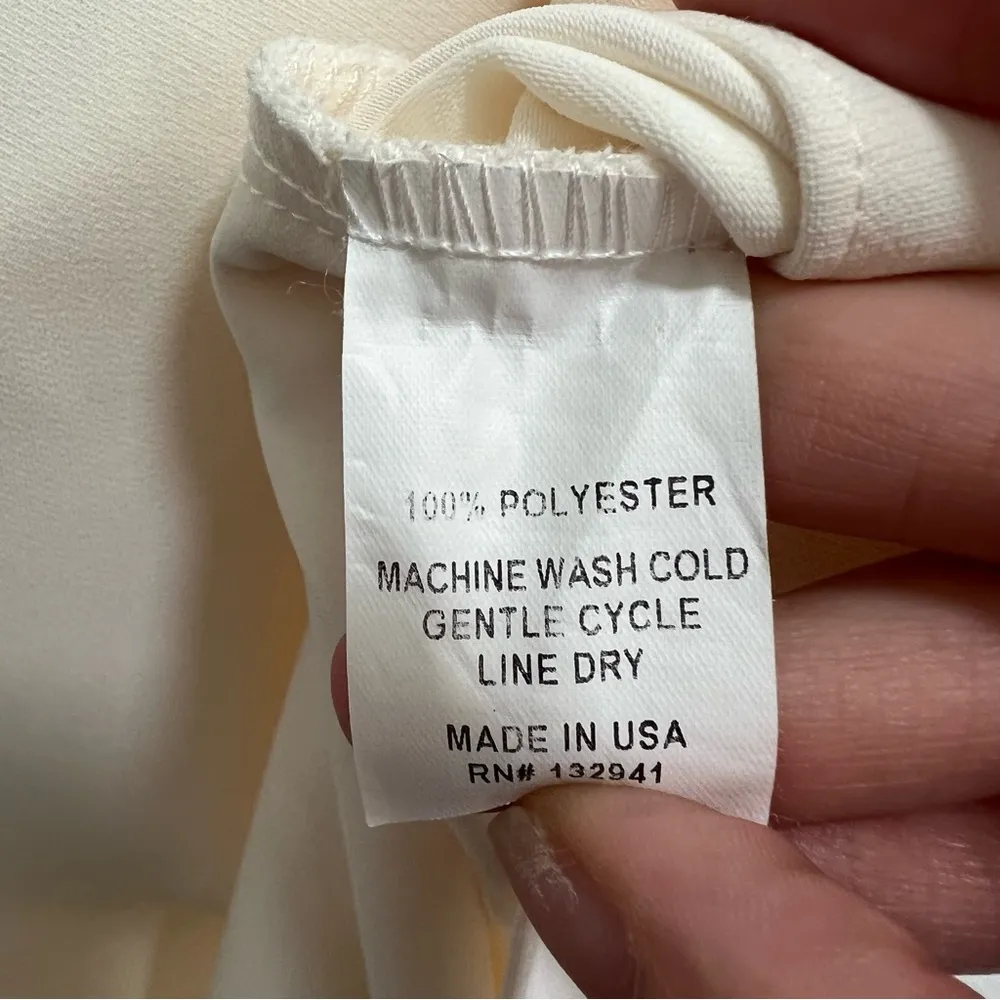 100% POLYESTER
MACHINE WASH COLD
GENTLE CYCLE
LINE DRY
MADE IN USA
RN# 132941